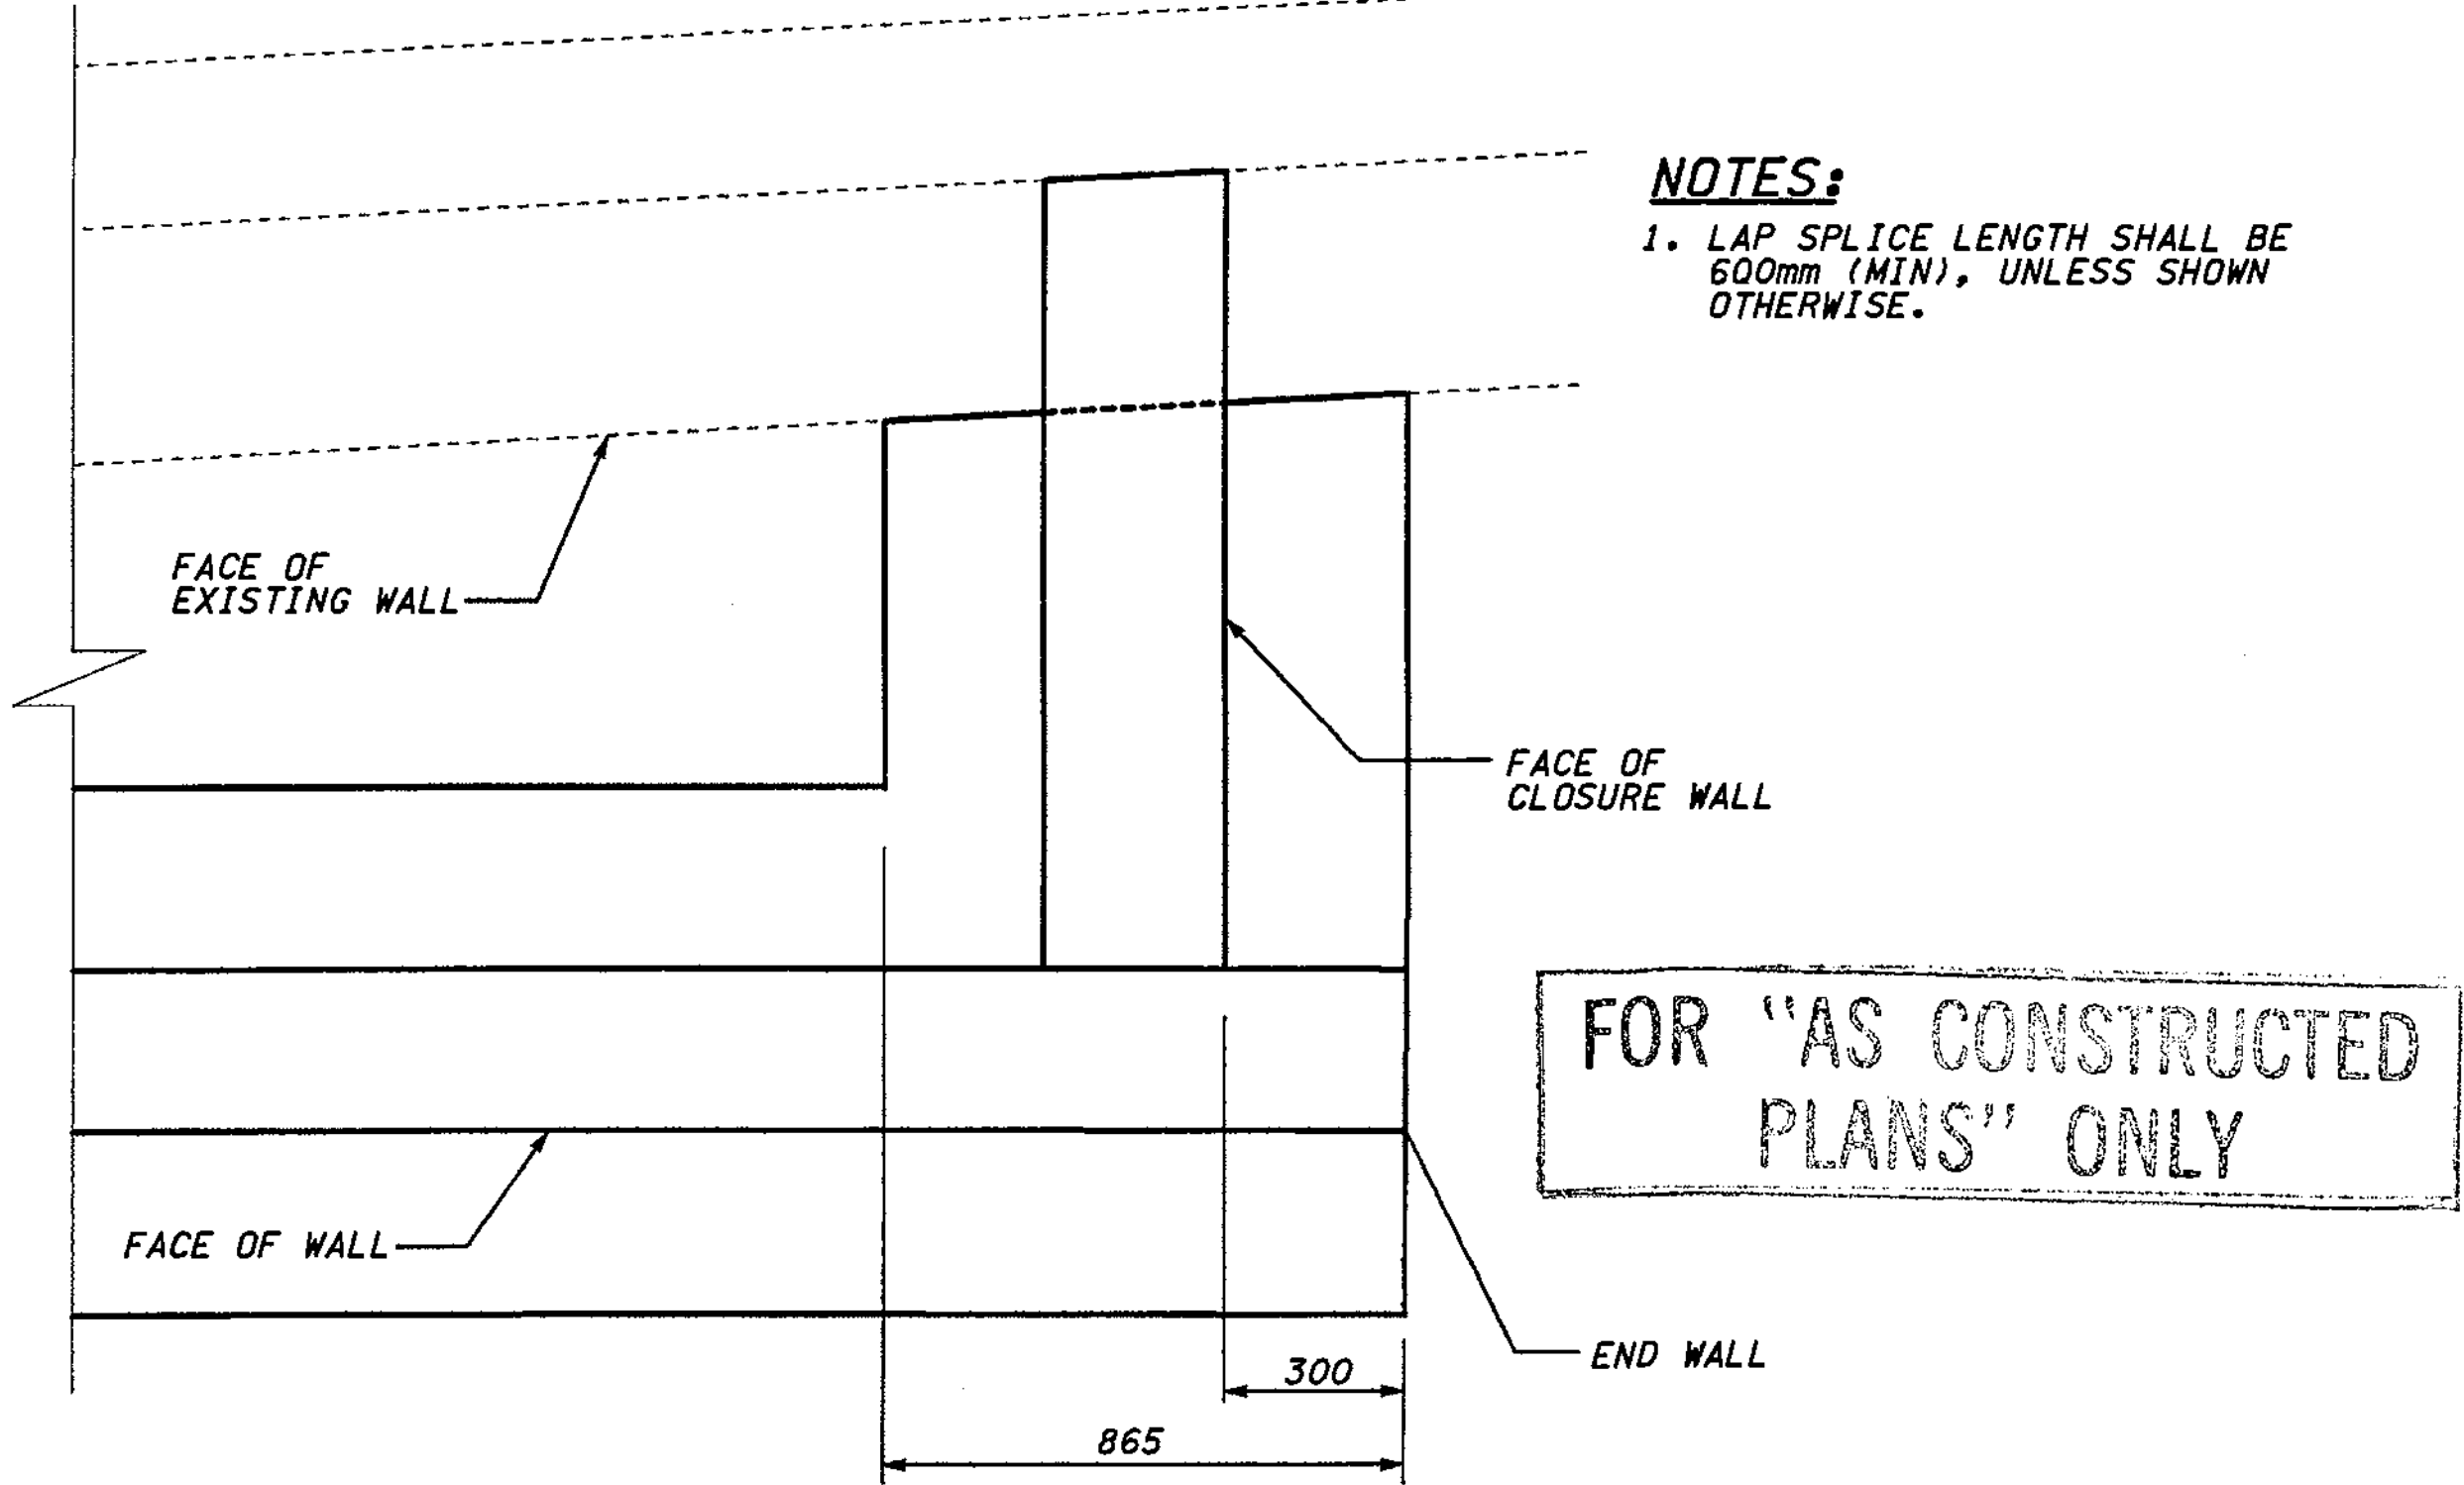 NOTES:
1. LAP SPLICE LENGTH SHALL BE
600mm (MIN), UNLESS SHOWN
OTHERWISE.
FACE OF
EXISTING WALL
FACE OF
CLOSURE WALL
FOR "AS CONSTRUCTED
PLANS" ONLY
FACE OF WALL
END WALL
300
865